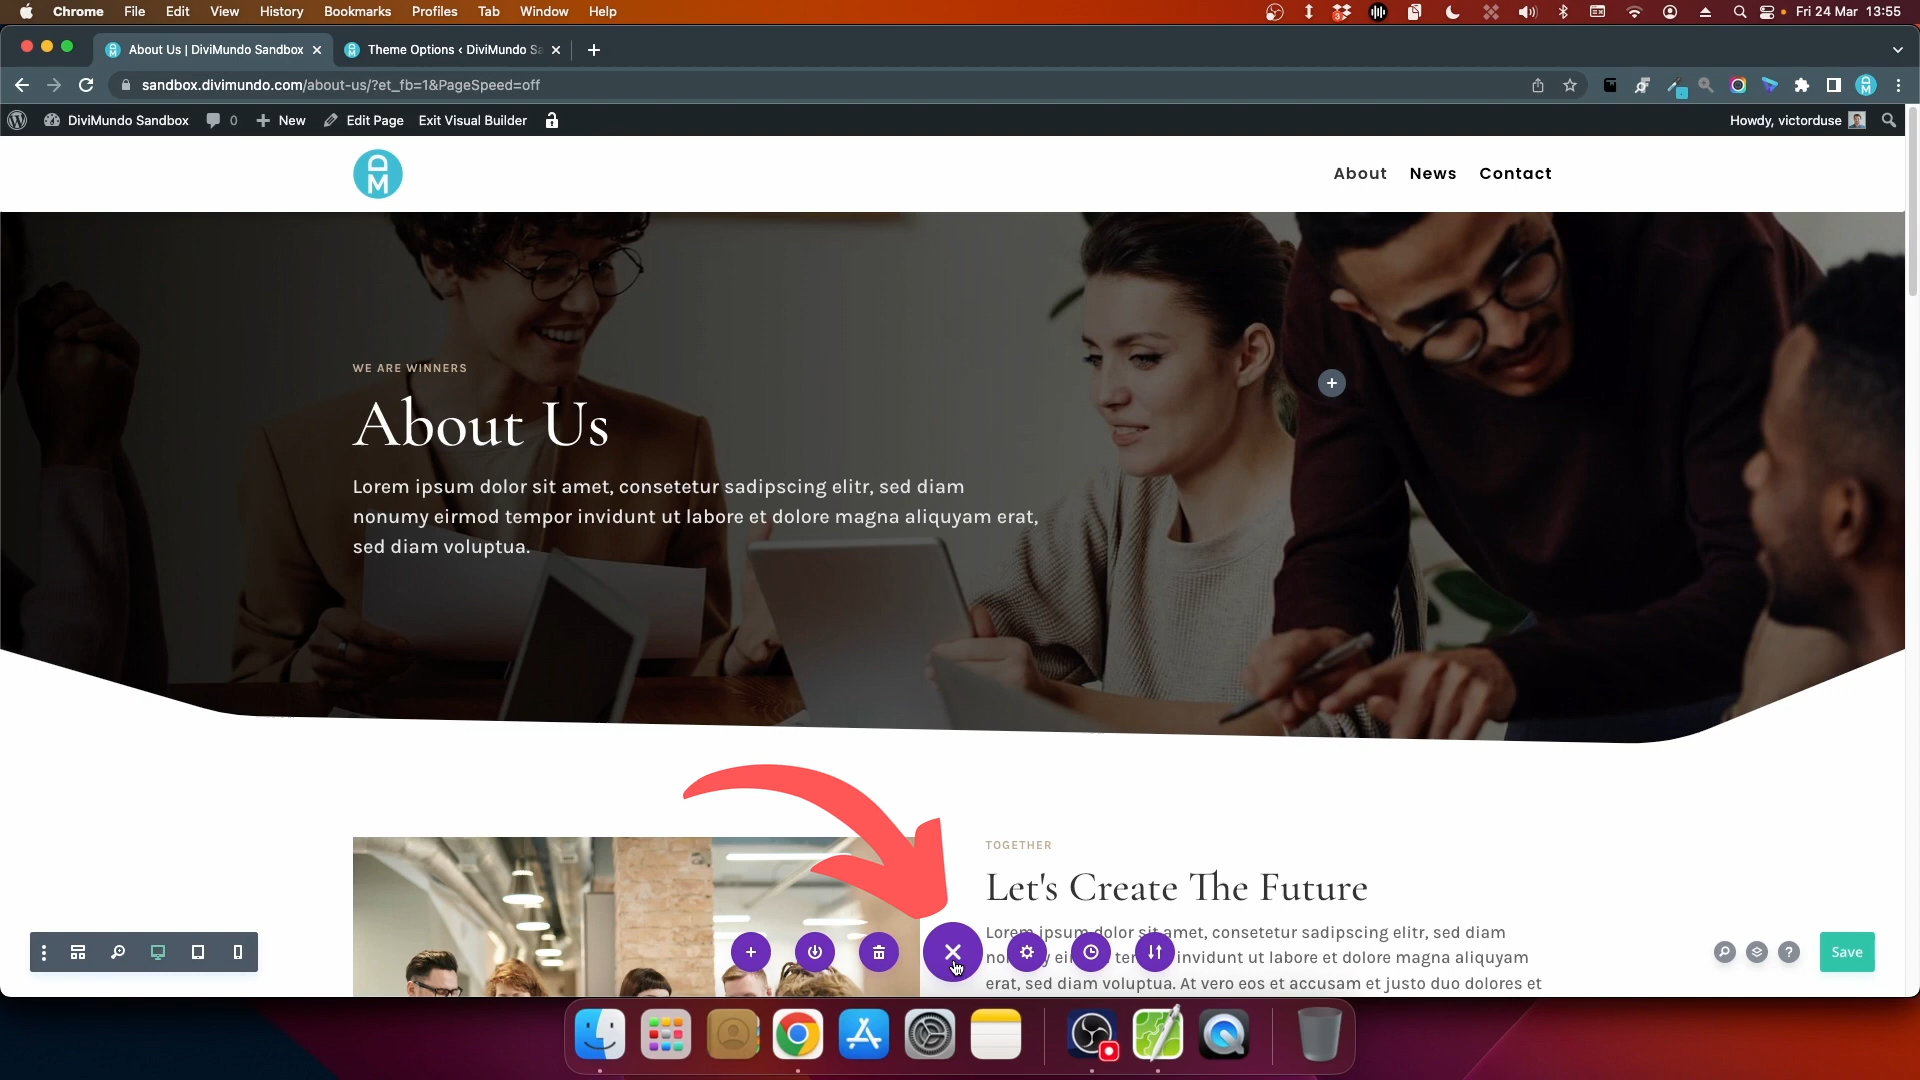 Chrome File Edit View History Bookmarks Profiles Tab Window Help
3
Fri 24 Mar 13:55
About Us | DiviMundo Sandbox
Theme Options ‹ DiviMundo Sa
sandbox.divimundo.com/about-us/?et_fb=1&PageSpeed=off
DiviMundo Sandbox 0 New Edit Page Exit Visual Builder
Howdy, victorduse
DM
About News Contact
WE ARE WINNERS
About Us
Lorem ipsum dolor sit amet, consetetur sadipscing elitr, sed diam
nonumy eirmod tempor invidunt ut labore et dolore magna aliquyam erat,
sed diam voluptua.
TOGETHER
Let's Create The Future
Lorem ipsum dolor sit amet, consetetur sadipscing elitr, sed diam
invidunt ut labore et dolore magna aliquyam
erat, sed diam voluptua. At vero eos et accusam et justo duo dolores et
?
Save